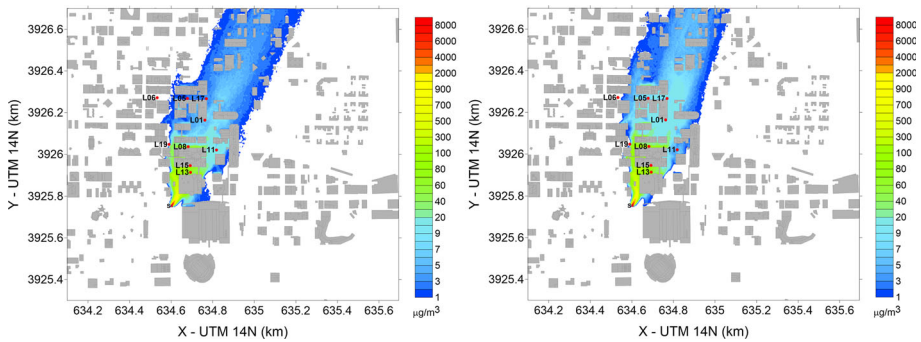 3926.6
3926.4
3926.2
3926
3925.8
3925.6
3925.4
Y - UTM 14N (km)
634.2 634.4 634.6 634.8 635 635.2 635.4 635.6
X - UTM 14N (km)
L06 L05 L17
L01
L19 L08 L11
L15
L13
S
8000
6000
4000
2000
900
700
500
200
80
60
40
20
9
7
5
3
1
μg/m³
3926.6
3926.4
3926.2
3926
3925.8
3925.6
3925.4
Y - UTM 14N (km)
634.2 634.4 634.6 634.8 635 635.2 635.4 635.6
X - UTM 14N (km)
L06 L05 L17
L01
L19 L08 L11
L15
L13
S
8000
6000
4000
2000
900
700
500
200
80
60
40
20
9
7
5
3
1
μg/m³